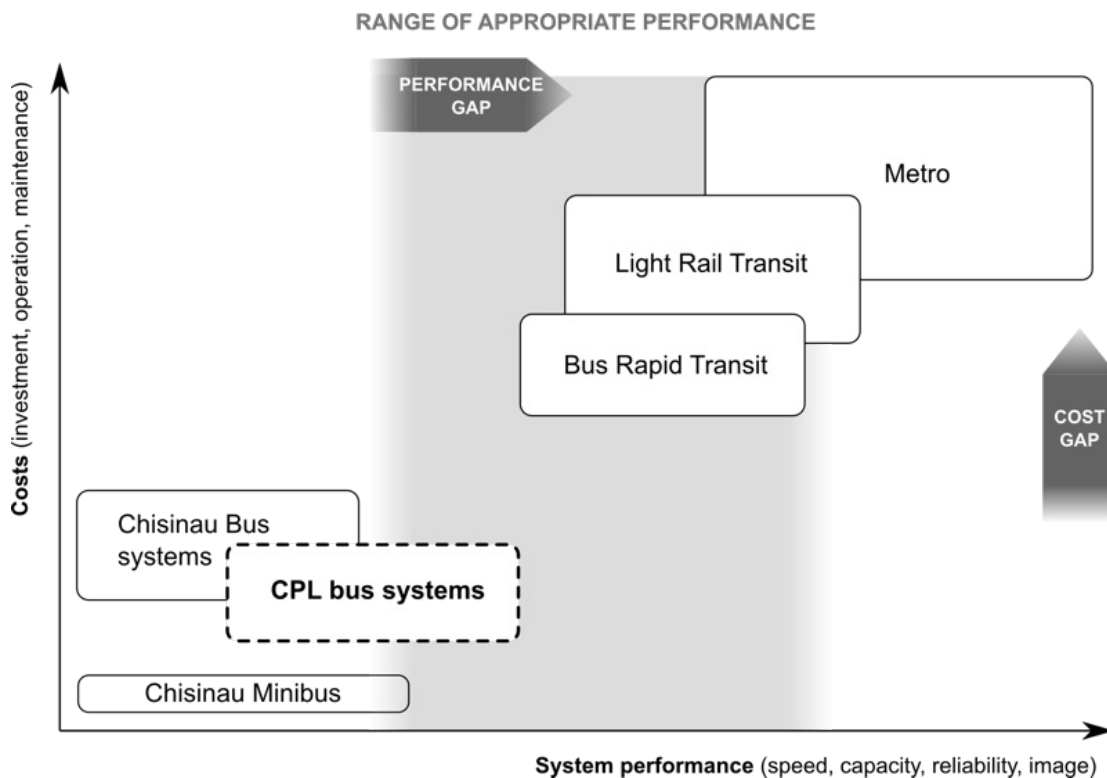 RANGE OF APPROPRIATE PERFORMANCE
PERFORMANCE
GAP
Metro
Light Rail Transit
Bus Rapid Transit
COST
GAP
Chisinau Bus
systems
CPL bus systems
Chisinau Minibus
Costs (investment, operation, maintenance)
System performance (speed, capacity, reliability, image)